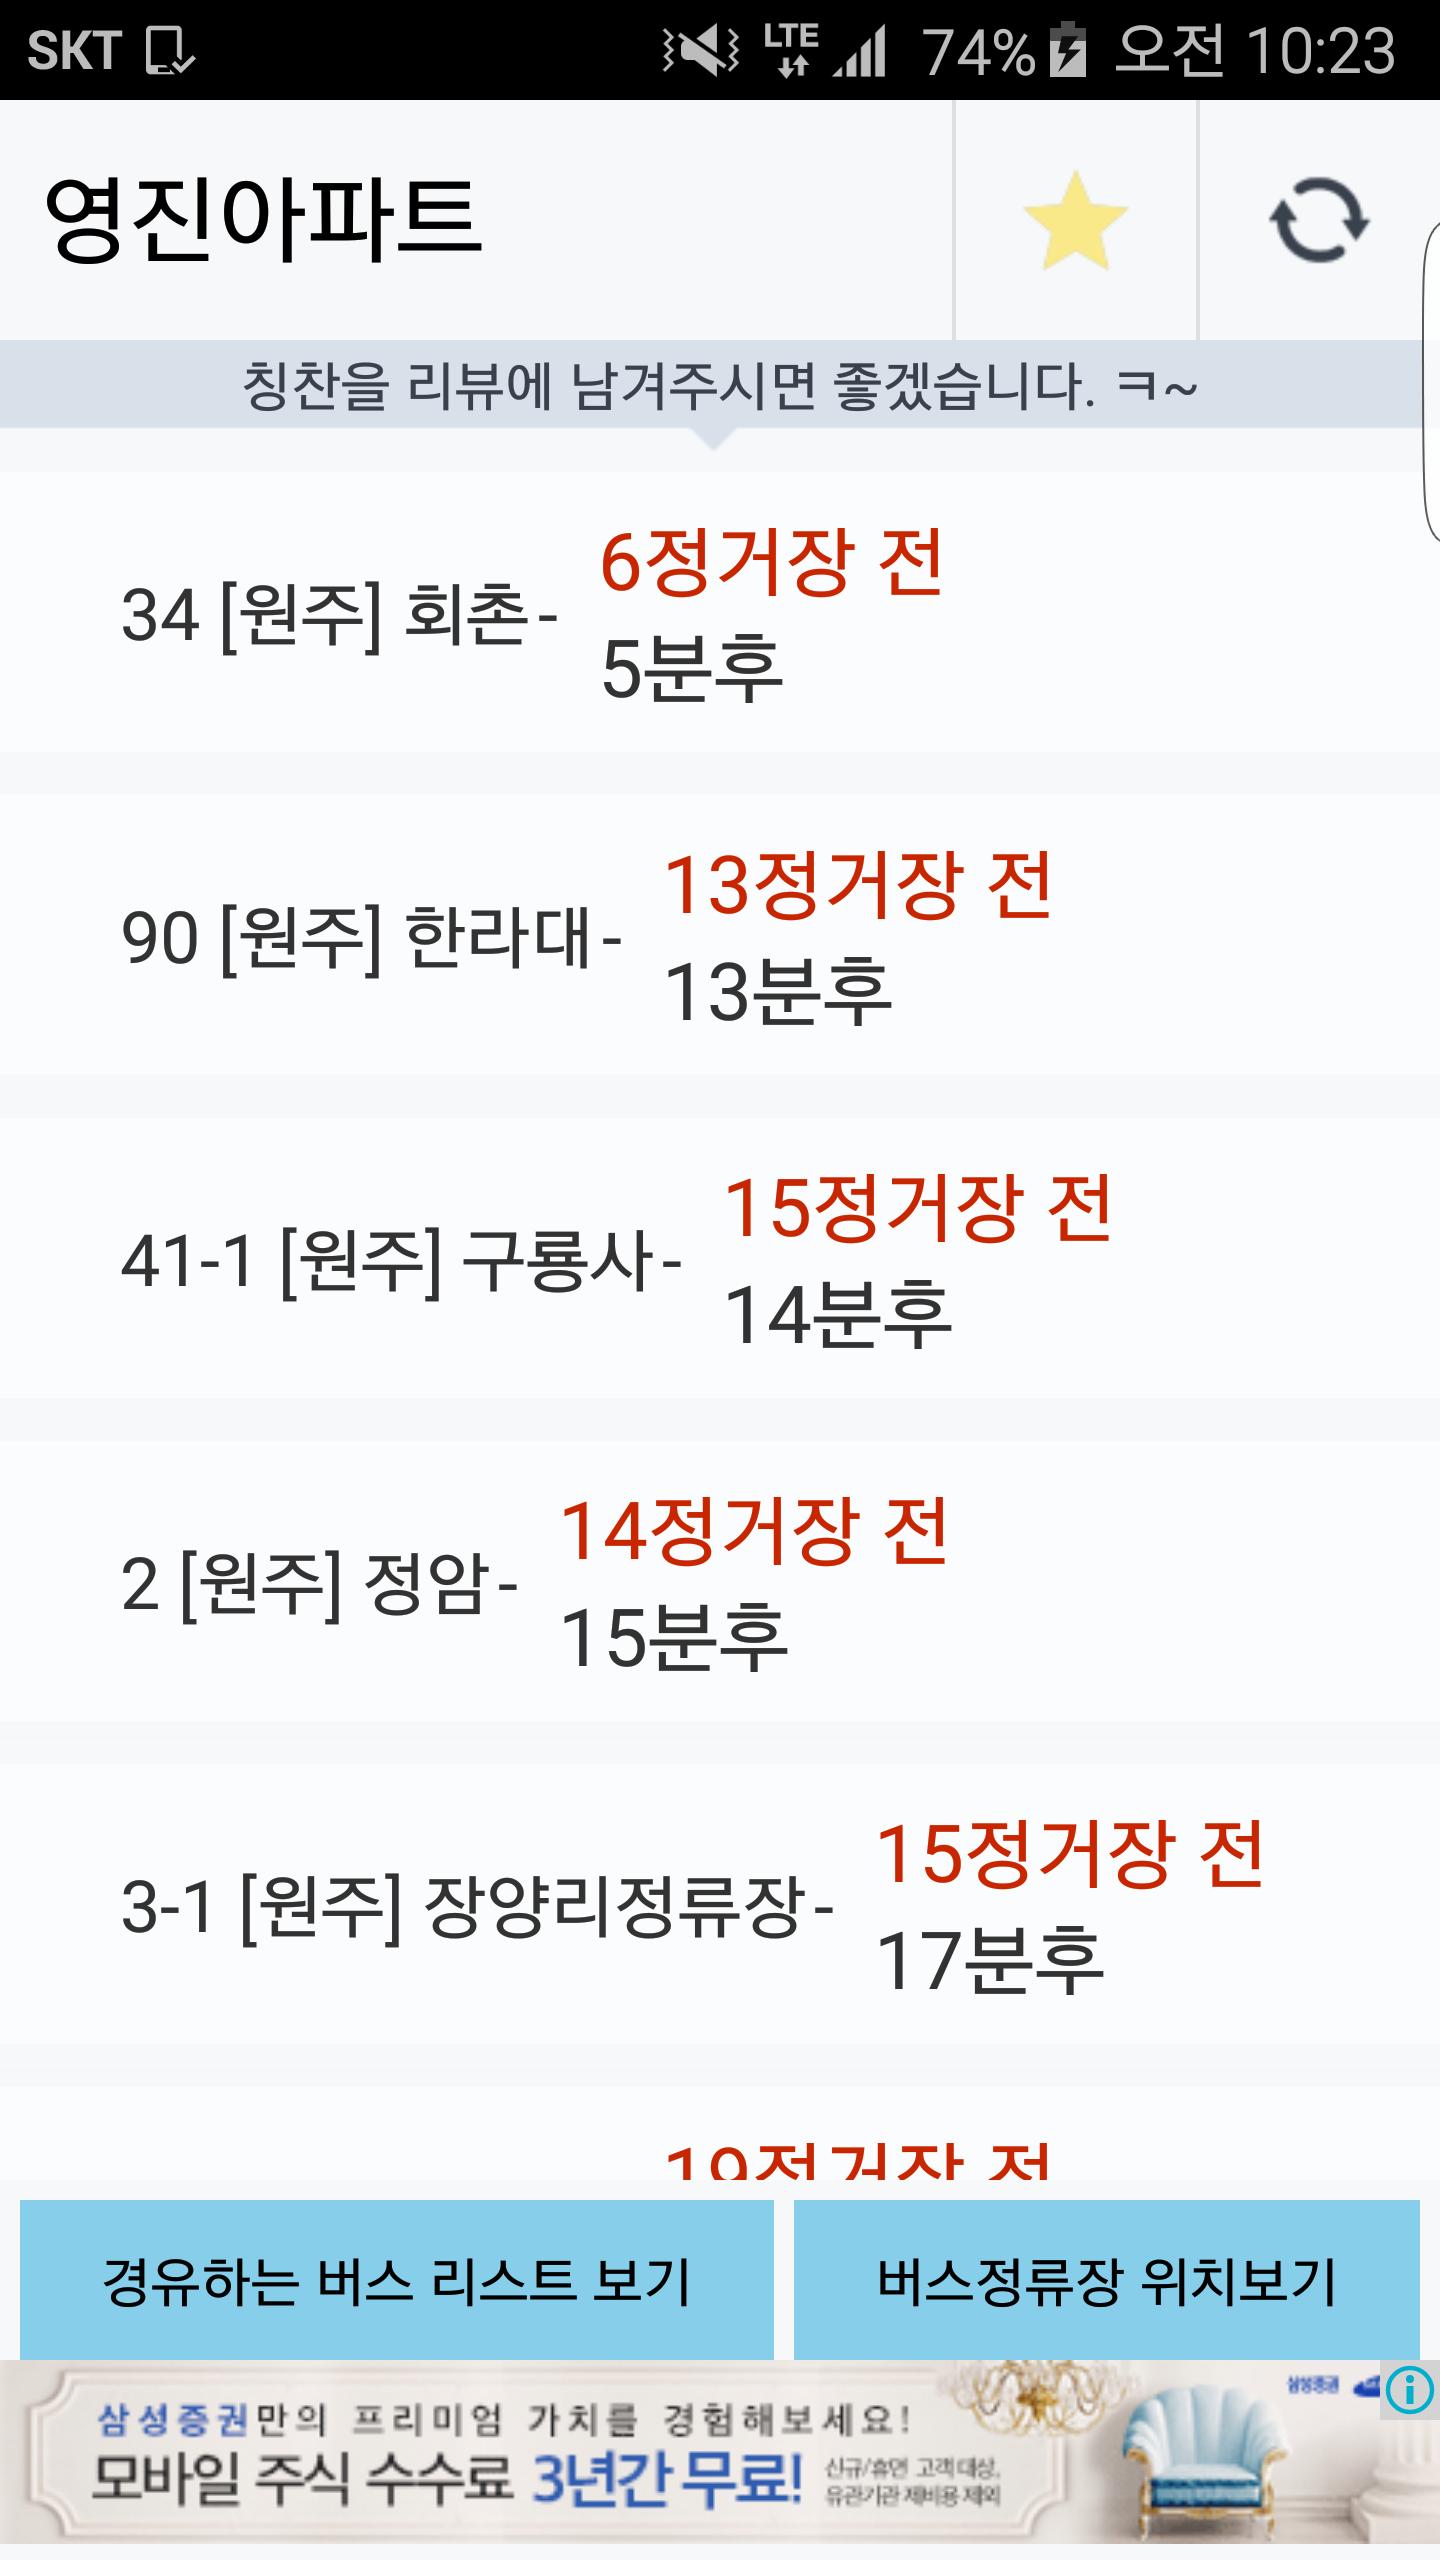 SKT LTE 74% 오전 10:23
영진아파트
칭찬을 리뷰에 남겨주시면 좋겠습니다. ㅋ~
6정거장 전
34 [원주] 회촌-
5분후
13정거장 전
90 [원주] 한라대-
13분후
15정거장 전
41-1 [원주] 구룡사-
14분후
14정거장 전
2 [원주] 정암-
15분후
15정거장 전
3-1 [원주] 장양리정류장-
17분후
19정거장 전
경유하는 버스 리스트 보기
버스정류장 위치보기
삼성증권
삼성증권만의 프리미엄 가치를 경험해보세요!
모바일 주식 수수료 3년간 무료!
신규/휴면 고객 대상,
유관기관 제비용 제외